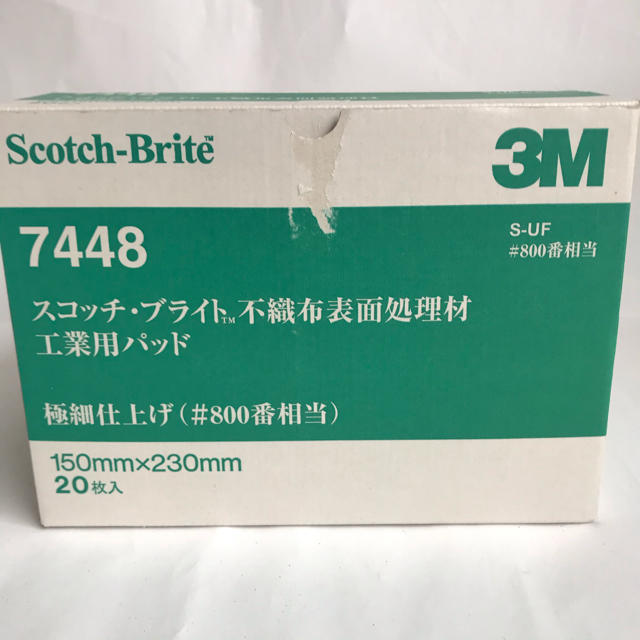 Scotch-Brite™
3M
7448
S-UF
#800番相当
スコッチ・ブライト™不織布表面処理材
工業用パッド
極細仕上げ(#800番相当)
150mm×230mm
20枚入